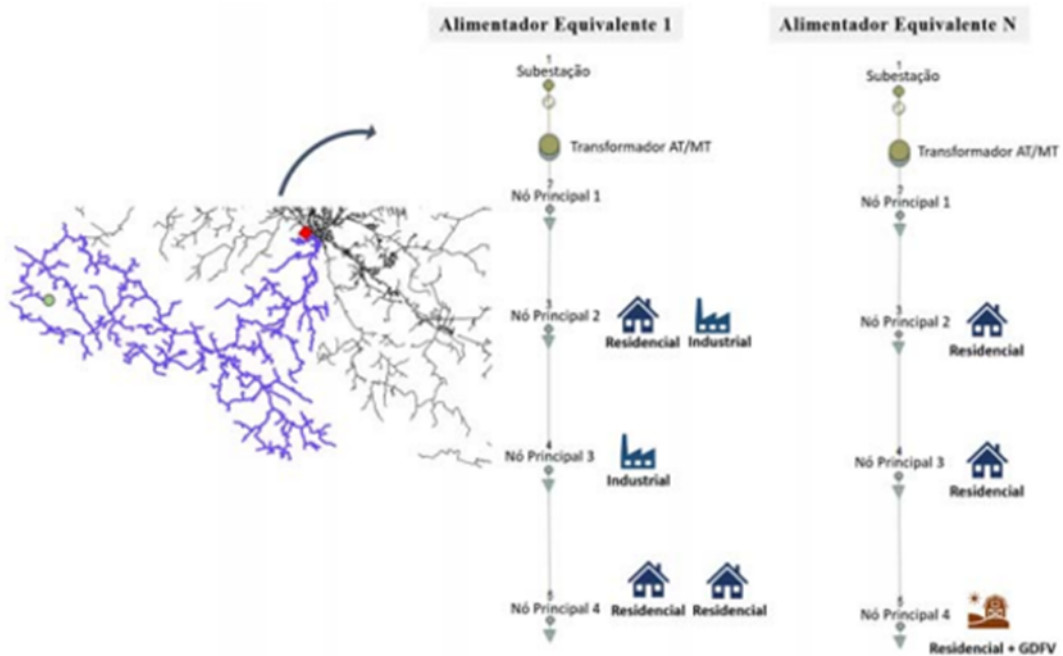 Alimentador Equivalente 1
1
Subestação
Transformador AT/MT
2
Nó Principal 1
3
Nó Principal 2
Residencial
Industrial
4
Nó Principal 3
Industrial
5
Nó Principal 4
Residencial
Residencial
Alimentador Equivalente N
1
Subestação
Transformador AT/MT
2
Nó Principal 1
3
Nó Principal 2
Residencial
4
Nó Principal 3
Residencial
5
Nó Principal 4
Residencial + GDFV